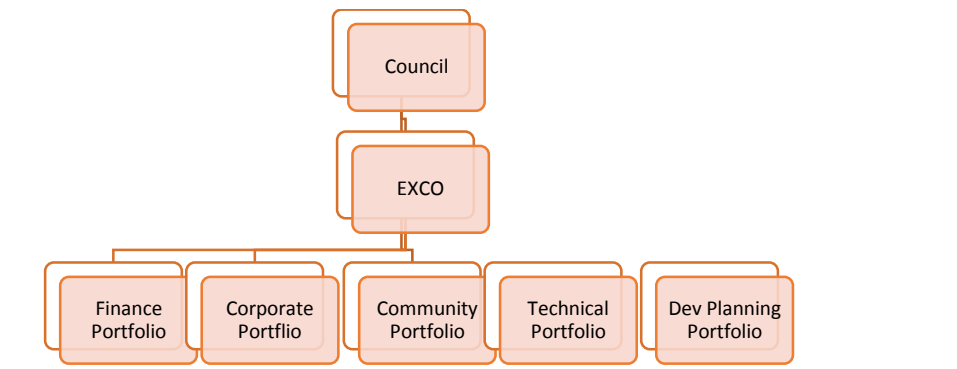 Council
EXCO
Finance
Portfolio
Corporate
Portflio
Community
Portfolio
Technical
Portfolio
Dev Planning
Portfolio